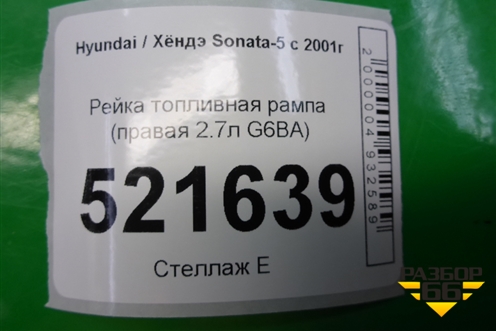 Hyundai / Хёндэ Sonata-5 с 2001г
Рейка топливная рампа
(правая 2.7л G6BA)
521639
Стеллаж Е
2000004932589
РАЗБОР
66